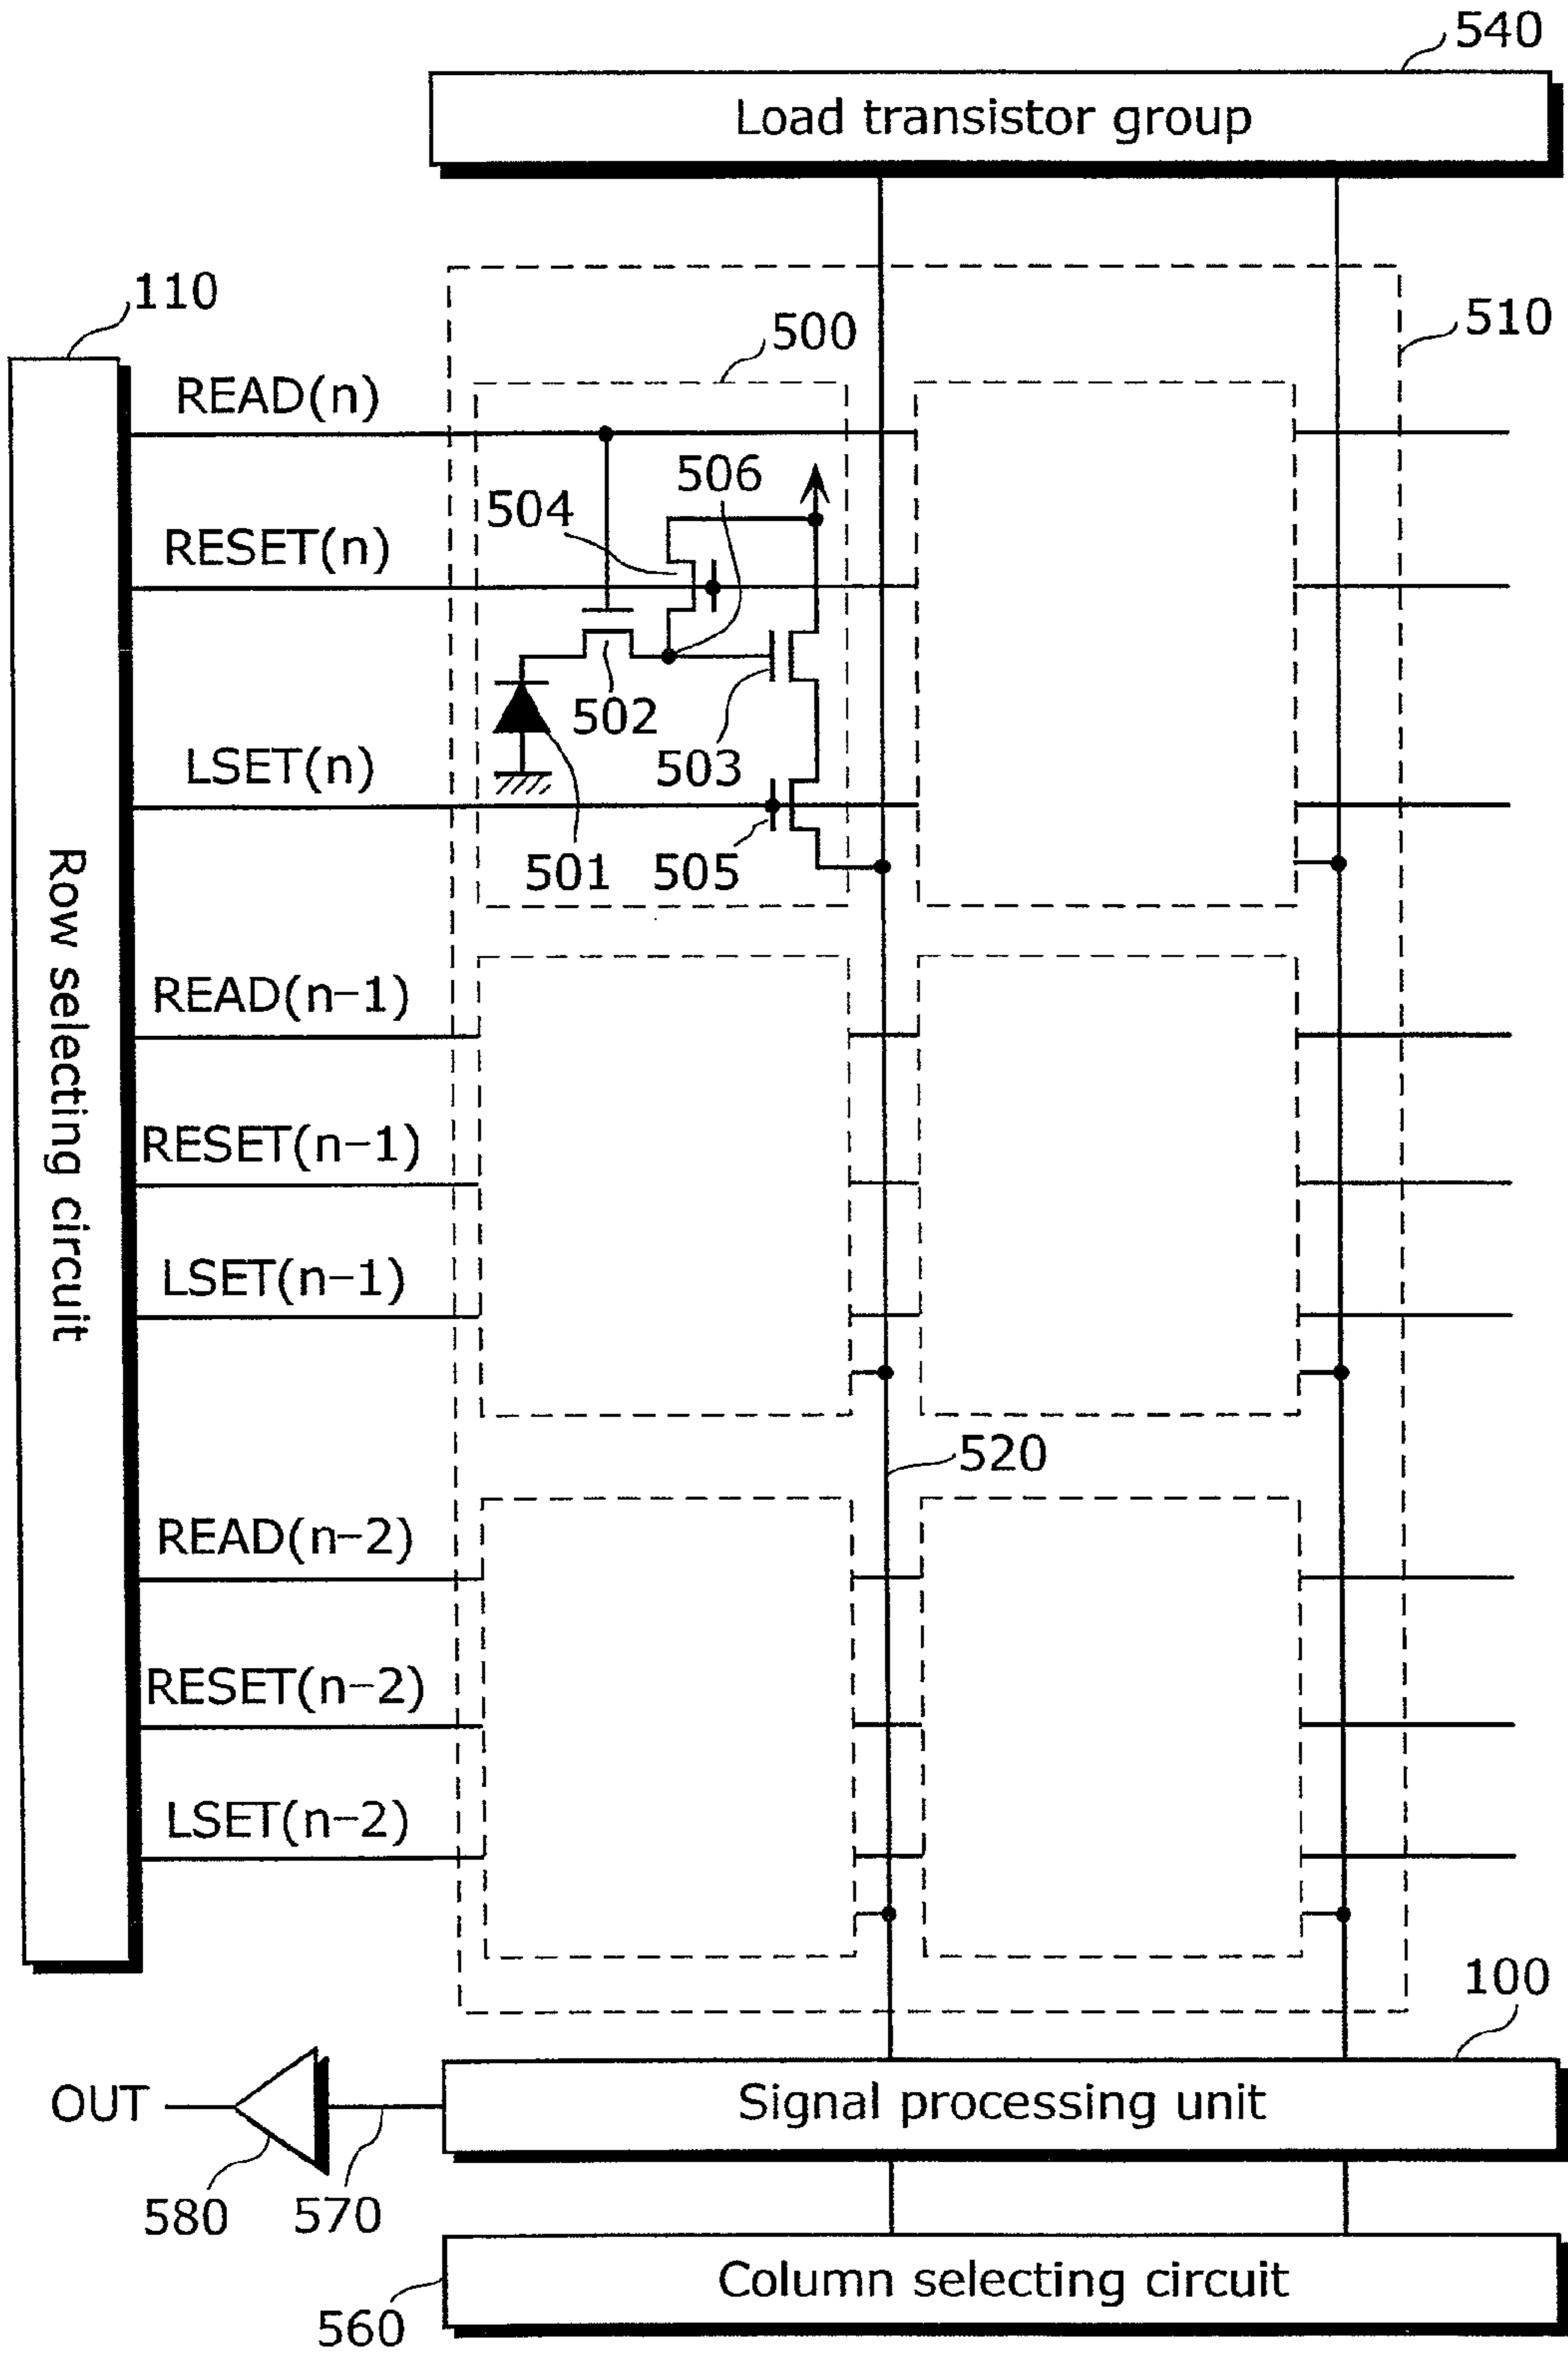 540
Load transistor group
110
510
500
READ(n)
506
504
RESET(n)
502
503
LSET(n)
501
505
Row selecting circuit
READ(n-1)
RESET(n-1)
LSET(n-1)
520
READ(n-2)
RESET(n-2)
LSET(n-2)
100
OUT
Signal processing unit
580
570
Column selecting circuit
560